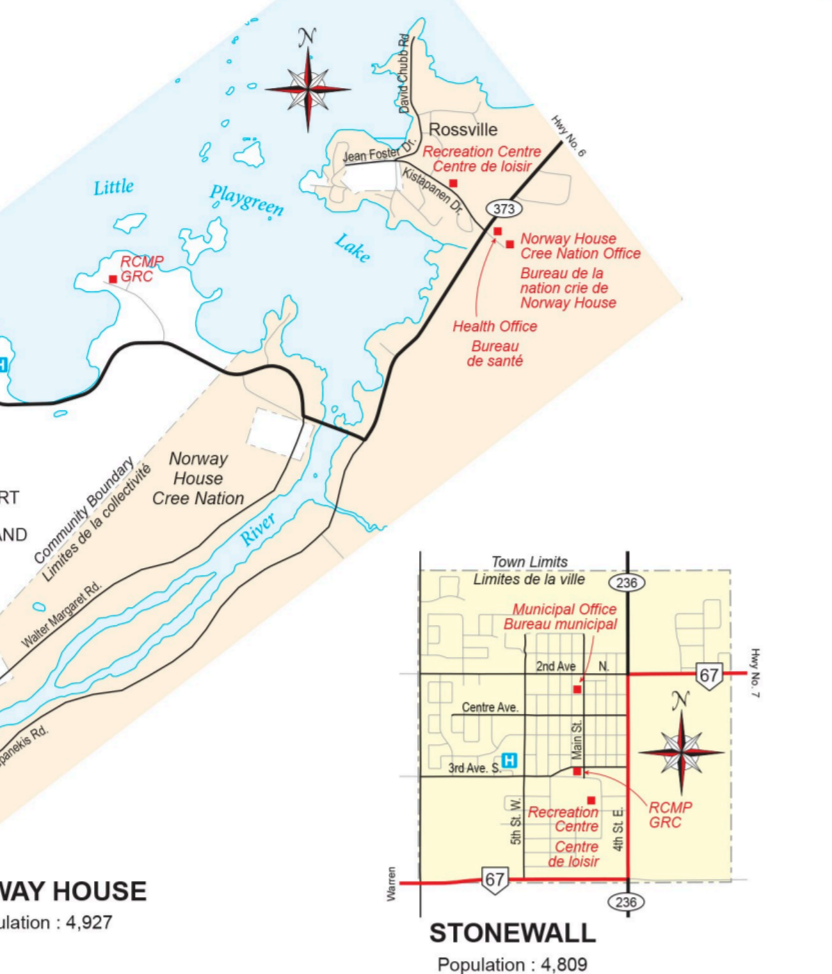 N
David Chubb Rd.
Rossville
Hwy No. 6
Jean Foster Dr.
Recreation Centre
Centre de loisir
Kistapanen Dr.
373
Little
Playgreen
Lake
Norway House
Cree Nation Office
Bureau de la
nation crie de
Norway House
RCMP
GRC
Health Office
Bureau
de santé
H
Norway
House
Cree Nation
Community Boundary
Limites de la collectivité
RT
AND
River
Walter Margaret Rd.
panekis Rd.
WAY HOUSE
ulation : 4,927
Town Limits
Limites de la ville
236
Municipal Office
Bureau municipal
2nd Ave N.
67
Hwy No. 7
N
Centre Ave.
Main St.
H
3rd Ave. S.
5th St. W.
Recreation
Centre
Centre
de loisir
4th St. E.
RCMP
GRC
Warren
67
236
STONEWALL
Population : 4,809